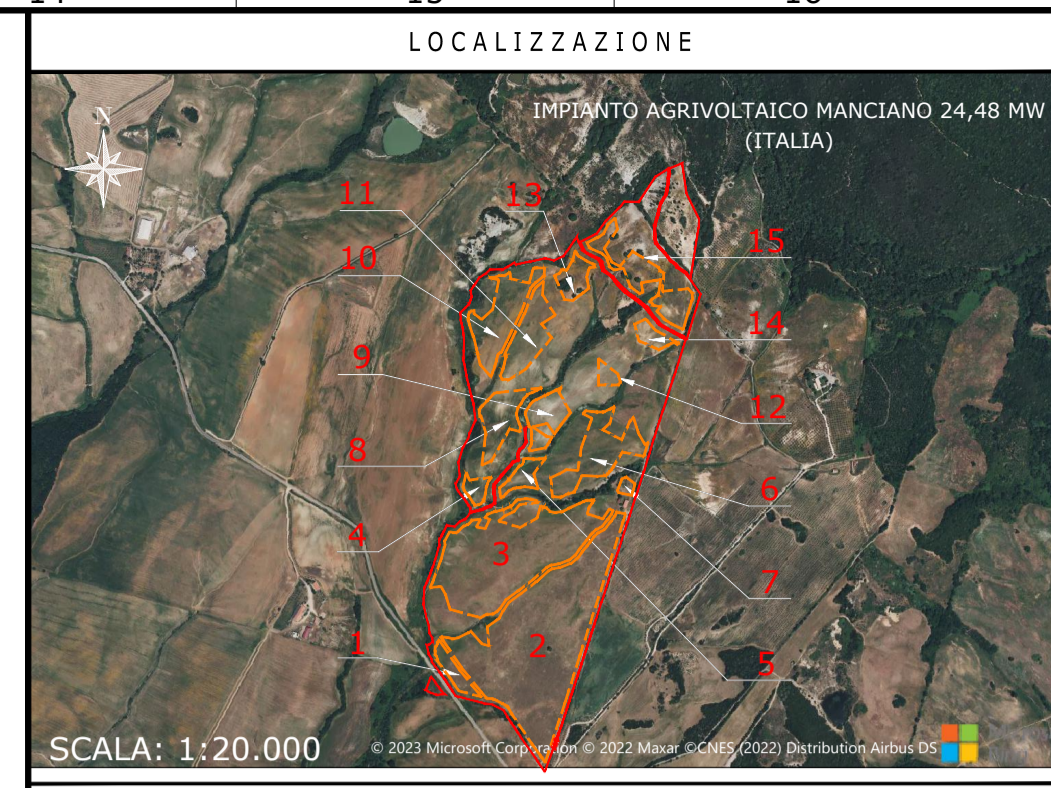 LOCALIZZAZIONE
N
IMPIANTO AGRIVOLTAICO MANCIANO 24,48 MW
(ITALIA)
11
13
15
10
14
9
12
8
6
4
3
7
1
2
5
SCALA: 1:20.000
© 2023 Microsoft Corporation © 2022 Maxar ©CNES (2022) Distribution Airbus DS